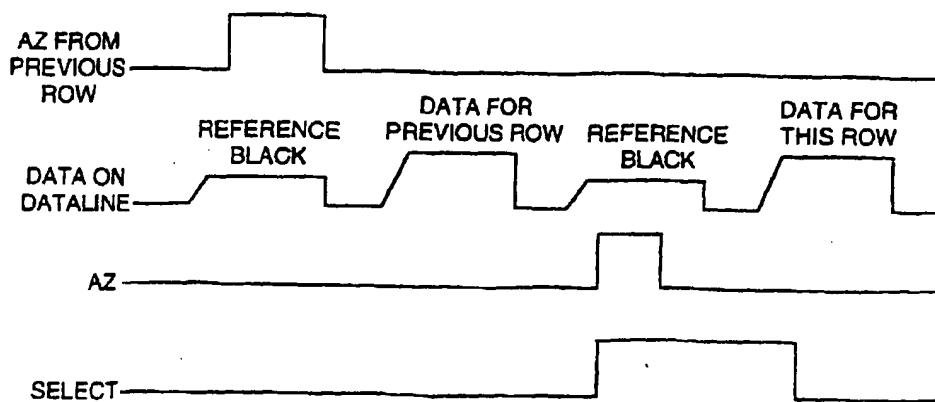 AZ FROM
PREVIOUS
ROW
REFERENCE
BLACK
DATA FOR
PREVIOUS ROW
REFERENCE
BLACK
DATA FOR
THIS ROW
DATA ON
DATALINE
AZ
SELECT